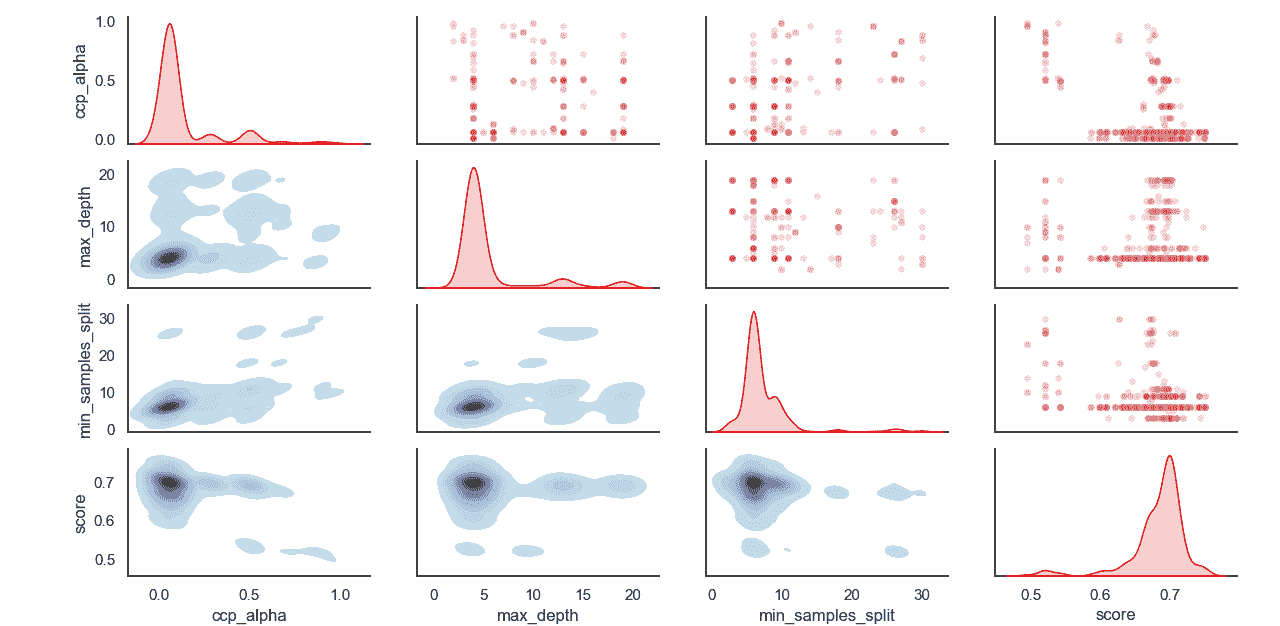 1.0
0.5
0.0
ccp_alpha
20
10
0
max_depth
30
20
10
0
min_samples_split
0.7
0.6
0.5
score
0.0 0.5 1.0
0 5 10 15 20
0 10 20 30
0.5 0.6 0.7
ccp_alpha
max_depth
min_samples_split
score